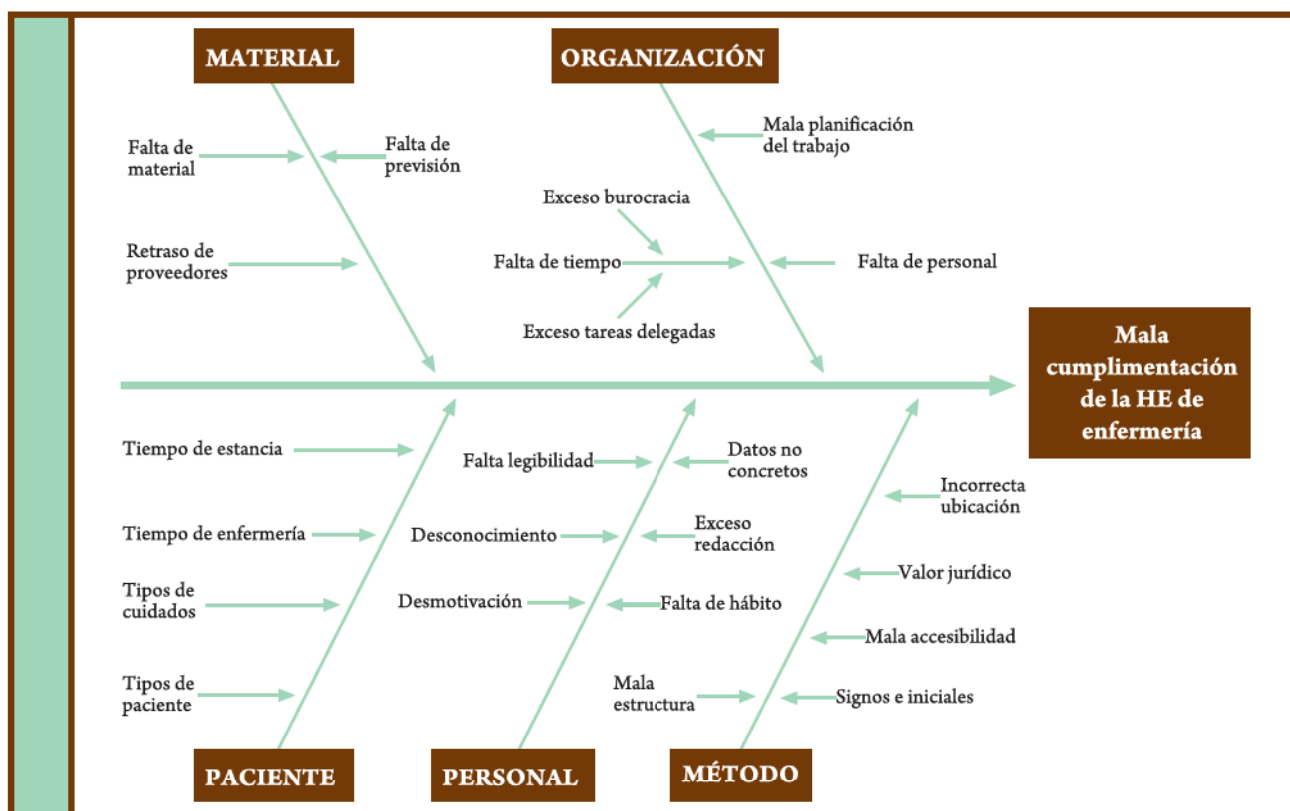 MATERIAL
ORGANIZACIÓN
Falta de
material
Falta de
previsión
Retraso de
proveedores
Mala planificación
del trabajo
Exceso burocracia
Falta de tiempo
Falta de personal
Exceso tareas delegadas
Mala
cumplimentación
de la HE de
enfermería
Tiempo de estancia
Tiempo de enfermería
Tipos de
cuidados
Tipos de
paciente
Falta legibilidad
Datos no
concretos
Desconocimiento
Exceso
redacción
Desmotivación
Falta de hábito
Incorrecta
ubicación
Valor jurídico
Mala accesibilidad
Mala
estructura
Signos e iniciales
PACIENTE
PERSONAL
MÉTODO